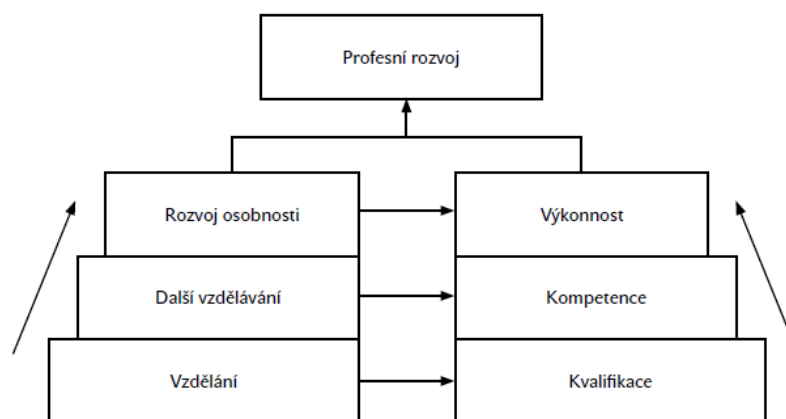 Profesní rozvoj
Rozvoj osobnosti
Výkonnost
Další vzdělávání
Kompetence
Vzdělání
Kvalifikace